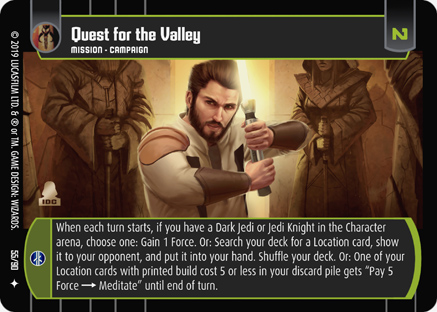 Quest for the Valley
MISSION - CAMPAIGN
N
© 2019 LUCASFILM LTD. & ® or TM. GAME DESIGN: WIZARDS.
55/90
IDC
When each turn starts, if you have a Dark Jedi or Jedi Knight in the Character
arena, choose one: Gain 1 Force. Or: Search your deck for a Location card, show
it to your opponent, and put it into your hand. Shuffle your deck. Or: One of your
Location cards with printed build cost 5 or less in your discard pile gets "Pay 5
Force → Meditate" until end of turn.